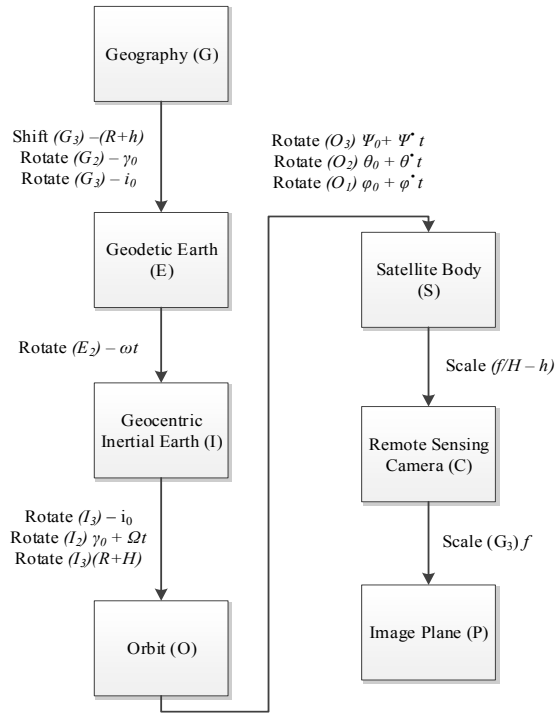 Geography (G)
Shift (G₃) –(R+h)
Rotate (G₂) – γ₀
Rotate (G₃) – i₀
Geodetic Earth
(E)
Rotate (E₂) – ωt
Geocentric
Inertial Earth (I)
Rotate (I₃) – i₀
Rotate (I₂) γ₀ + Ωt
Rotate (I₃)(R+H)
Orbit (O)
Rotate (O₃) Ψ₀+ Ψ• t
Rotate (O₂) θ₀ + θ• t
Rotate (O₁) φ₀ + φ• t
Satellite Body
(S)
Scale (f/H – h)
Remote Sensing
Camera (C)
Scale (G₃) f
Image Plane (P)